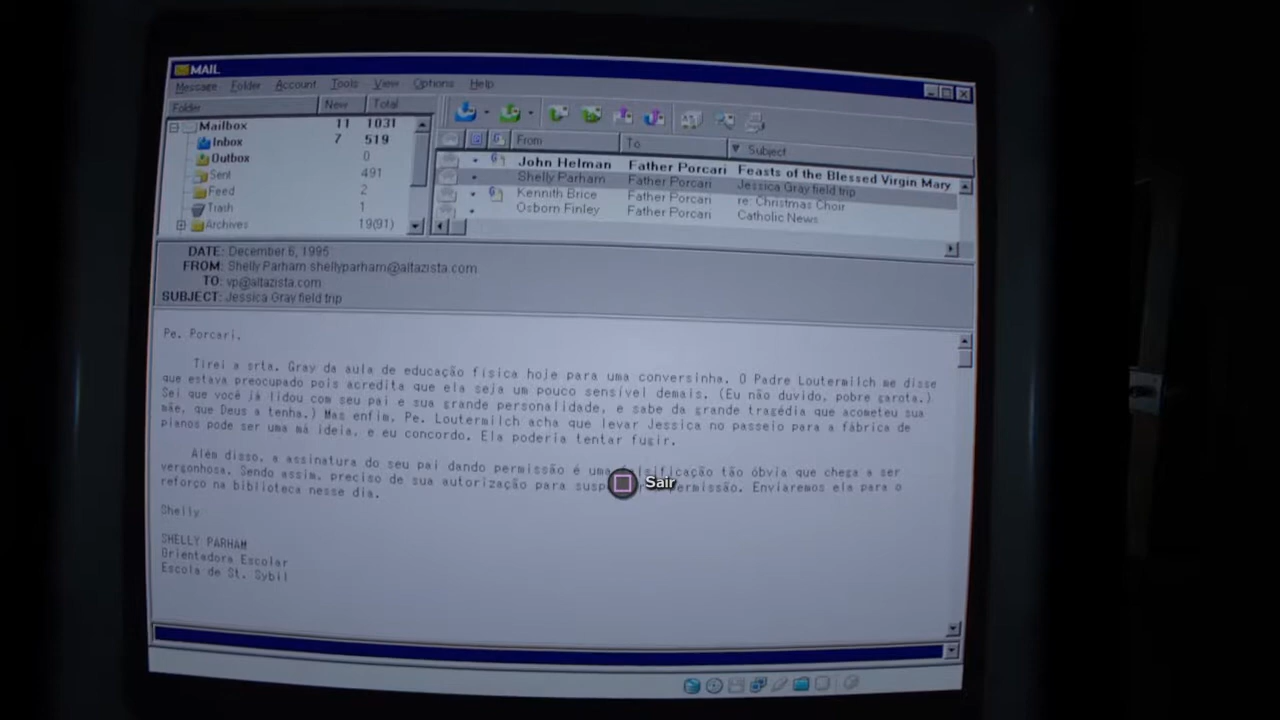 MAIL
Message Folder Account Tools View Options Help
Folder New Total
Mailbox 11 1031
Inbox 7 519
Outbox 0
Sent 491
Feed 2
Trash 1
Archives 19(91)
From To Subject
John Helman Father Porcari Feasts of the Blessed Virgin Mary
Shelly Parham Father Porcari Jessica Gray field trip
Kennith Brice Father Porcari re: Christmas Choir
Osborn Finley Father Porcari Catholic News
DATE: December 6, 1995
FROM: Shelly Parham shellyparham@altazista.com
TO: vp@altazista.com
SUBJECT: Jessica Gray field trip
Pe. Porcari,
Tirei a srta. Gray da aula de educação física hoje para uma conversinha. O Padre Loutermilch me disse
que estava preocupado pois acredita que ela seja um pouco sensível demais. (Eu não duvido, pobre garota.)
Sei que você já lidou com seu pai e sua grande personalidade, e sabe da grande tragédia que acometeu sua
mãe, que Deus a tenha.) Mas enfim, Pe. Loutermilch acha que levar Jessica no passeio para a fábrica de
pianos pode ser uma má ideia, e eu concordo. Ela poderia tentar fugir.
Além disso, a assinatura do seu pai dando permissão é uma falsificação tão óbvia que chega a ser
vergonhosa. Sendo assim, preciso de sua autorização para permissão. Enviaremos ela para o
reforço na biblioteca nesse dia.
Sair
Shelly
SHELLY PARHAM
Orientadora Escolar
Escola de St. Sybil